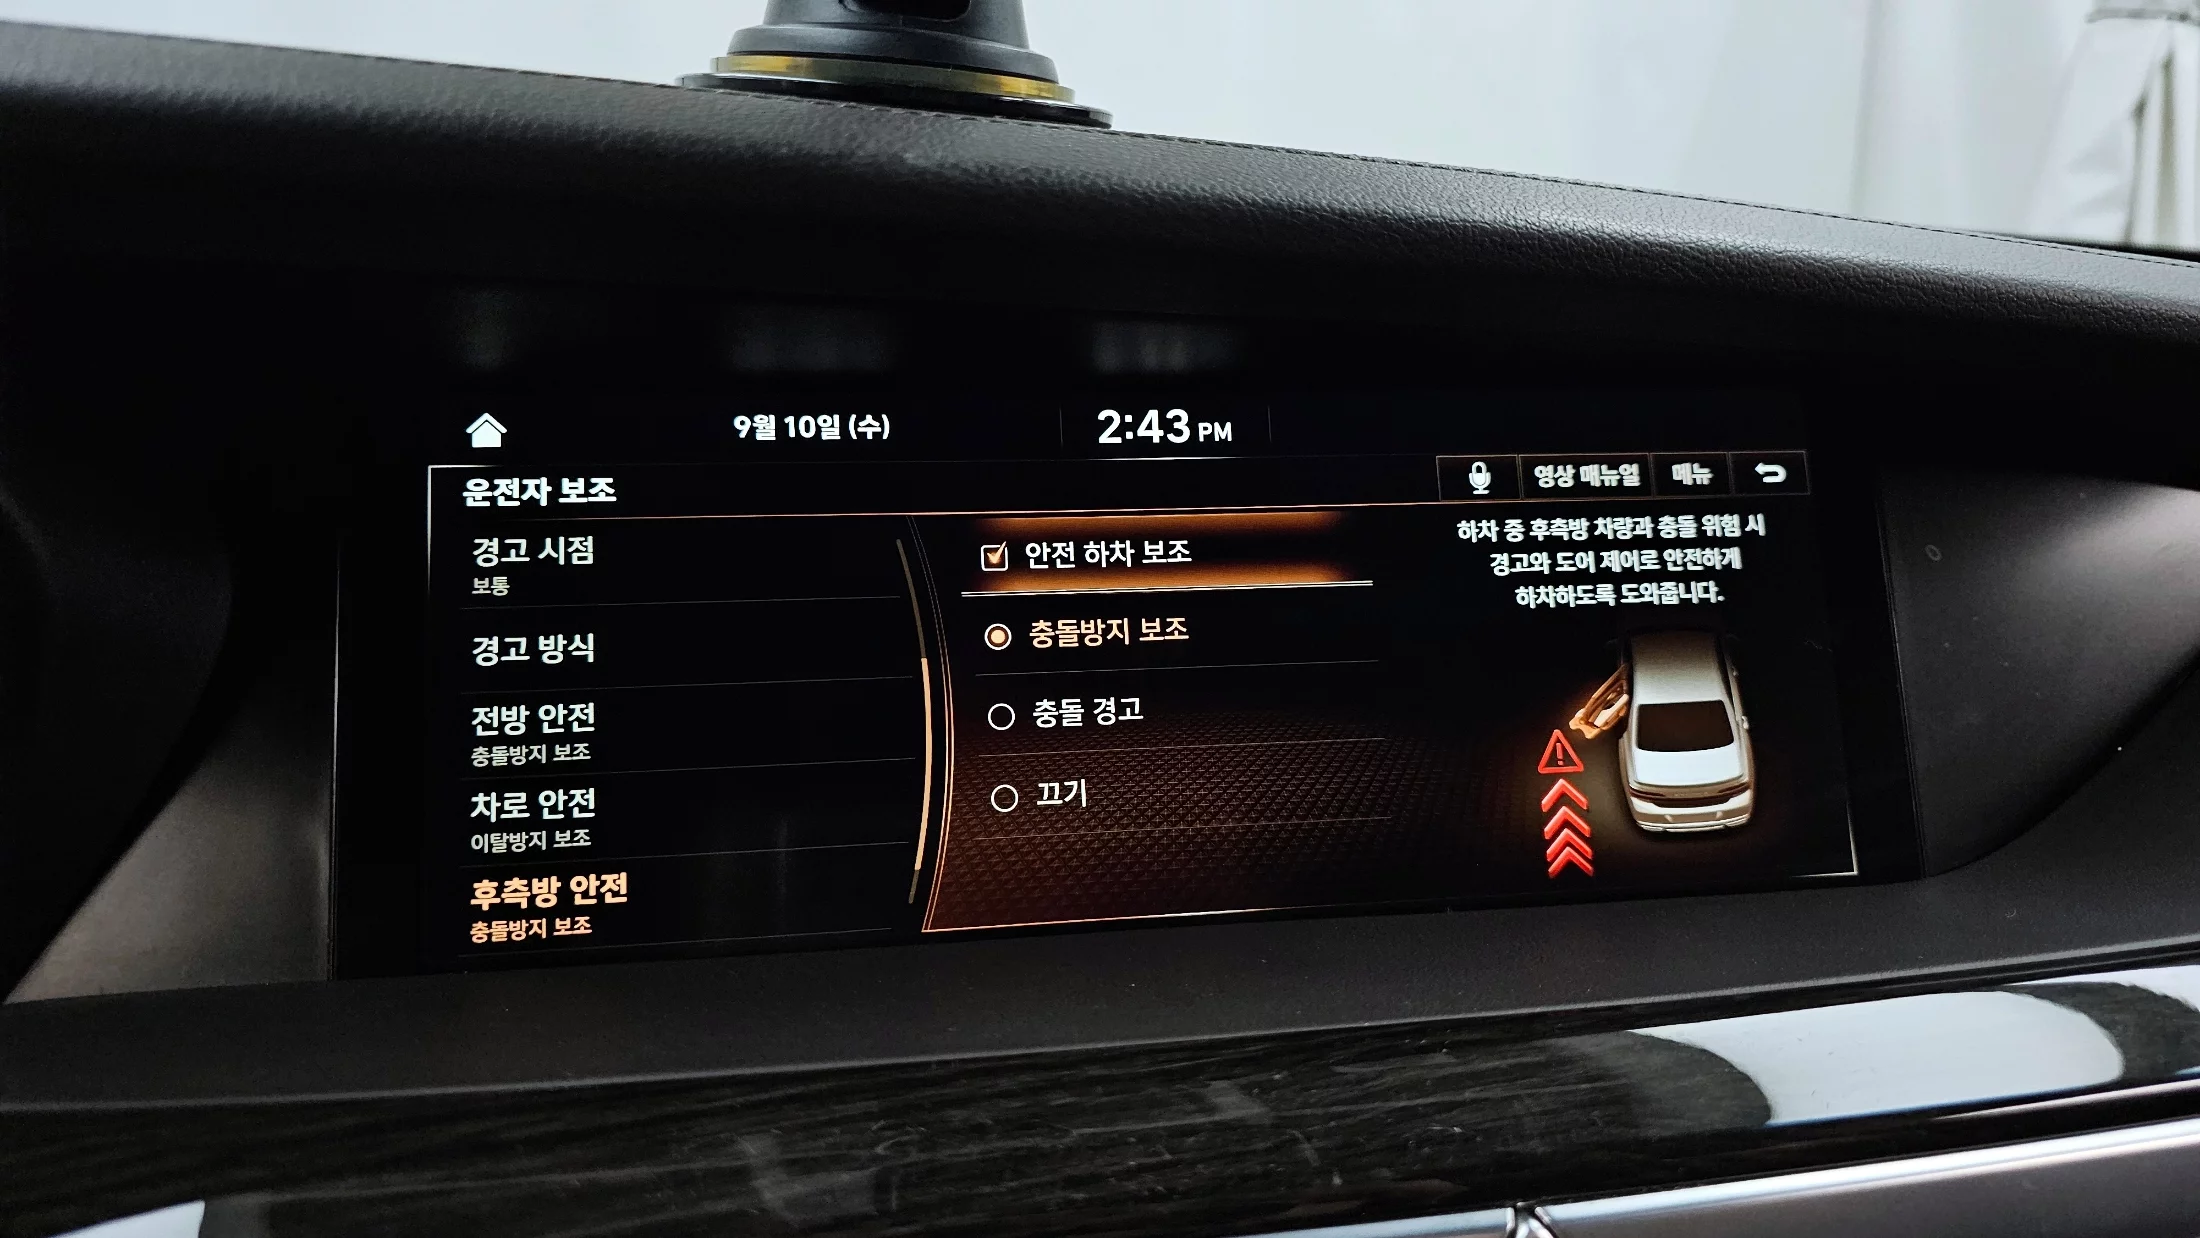 9월 10일 (수)
2:43 PM
운전자 보조
영상 매뉴얼
메뉴
경고 시점
보통
경고 방식
전방 안전
충돌방지 보조
차로 안전
이탈방지 보조
후측방 안전
충돌방지 보조
안전 하차 보조
충돌방지 보조
충돌 경고
끄기
하차 중 후측방 차량과 충돌 위험 시
경고와 도어 제어로 안전하게
하차하도록 도와줍니다.